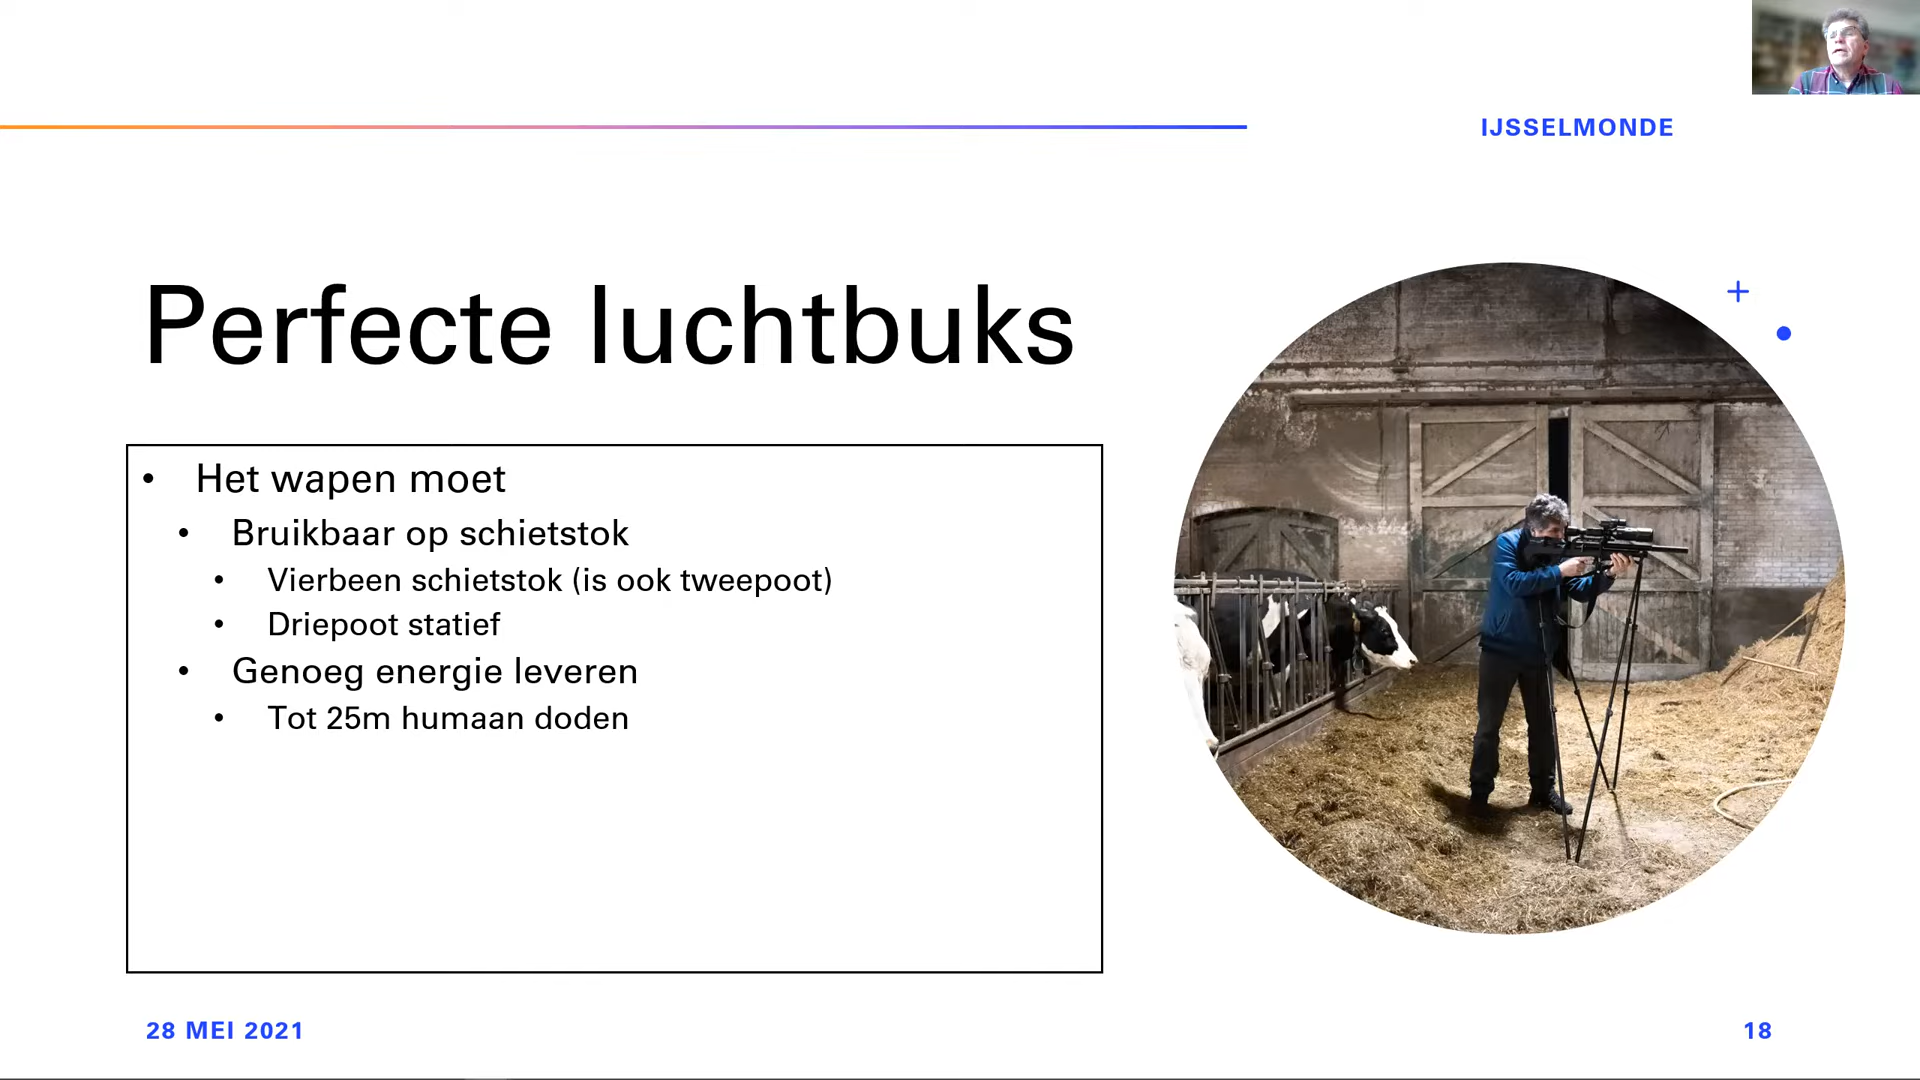 IJSSELMONDE
Perfecte luchtbuks
• Het wapen moet
• Bruikbaar op schietstok
• Vierbeen schietstok (is ook tweepoot)
• Driepoot statief
• Genoeg energie leveren
• Tot 25m humaan doden
28 MEI 2021
18